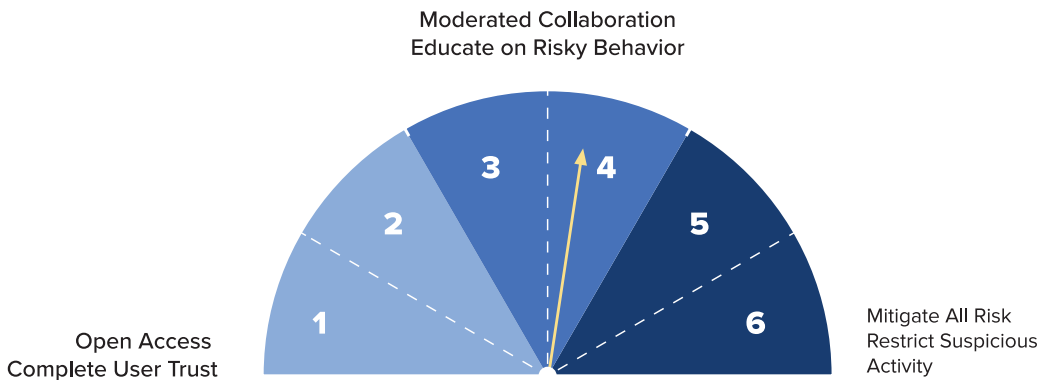 Moderated Collaboration
Educate on Risky Behavior
3
4
2
5
1
6
Open Access
Complete User Trust
Mitigate All Risk
Restrict Suspicious
Activity